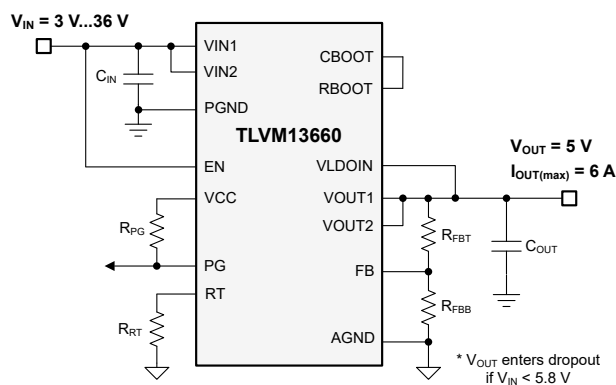 V_IN = 3 V...36 V
VIN1
VIN2
C_IN
PGND
TLVM13660
CBOOT
RBOOT
EN
VCC
R_PG
PG
RT
R_RT
VLDOIN
VOUT1
VOUT2
FB
AGND
V_OUT = 5 V
I_OUT(max) = 6 A
R_FBT
C_OUT
R_FBB
* V_OUT enters dropout
if V_IN < 5.8 V